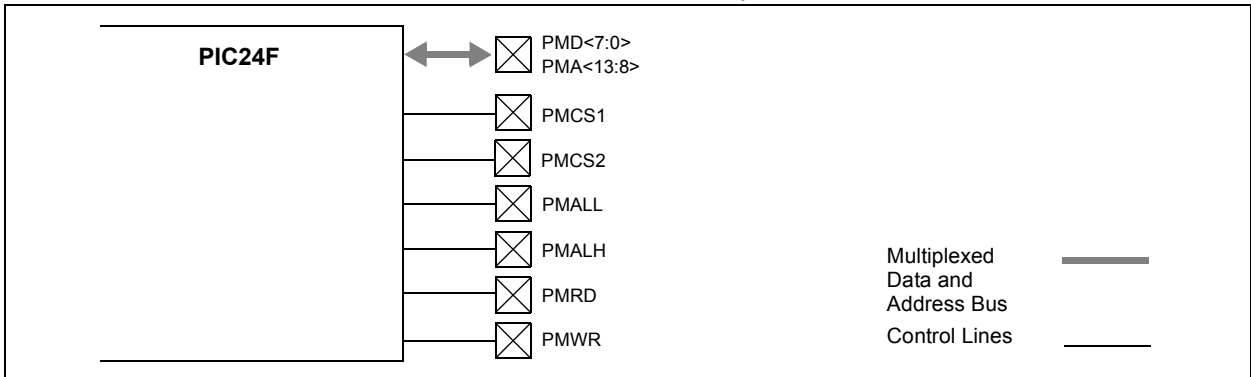 PIC24F
PMD<7:0>
PMA<13:8>
PMCS1
PMCS2
PMALL
PMALH
PMRD
PMWR
Multiplexed
Data and
Address Bus
Control Lines